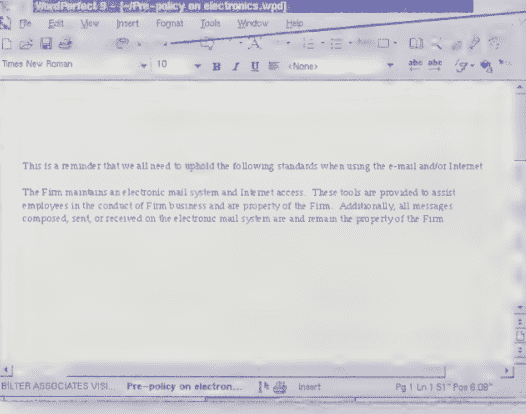 WordPerfect 9 - [~/Pre-policy on electronics.wpd]
File Edit View Insert Format Tools Window Help
Times New Roman 10 B I U <None> abc abc
This is a reminder that we all need to uphold the following standards when using the e-mail and/or Internet
The Firm maintains an electronic mail system and Internet access. These tools are provided to assist
employees in the conduct of Firm business and are property of the Firm. Additionally, all messages
composed, sent, or received on the electronic mail system are and remain the property of the Firm.
BILTER ASSOCIATES VISI... Pre-policy on electron... Insert Pg 1 Ln 1.51" Pos 6.08"